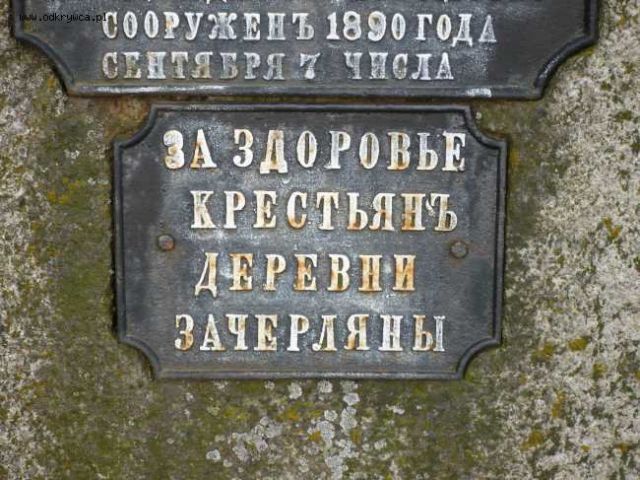 www.odkrywca.pl
СООРУЖЕНЪ 1890 ГОДА
СЕНТЯБРЯ 7 ЧИСЛА
ЗА ЗДОРОВЬЕ
КРЕСТЬЯНЪ
ДЕРЕВНИ
ЗАЧЕРЛЯНЫ